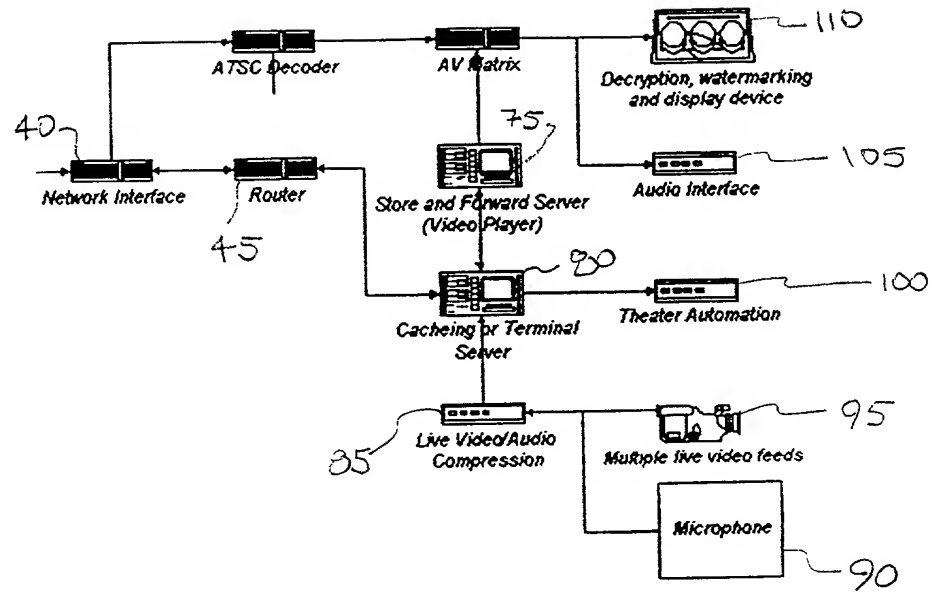 110
ATSC Decoder
AV Matrix
Decryption, watermarking
and display device
40
75
105
Network Interface
Router
Store and Forward Server
(Video Player)
Audio Interface
45
80
100
Cacheing or Terminal
Server
Theater Automation
95
85
Live Video/Audio
Compression
Multiple live video feeds
Microphone
90